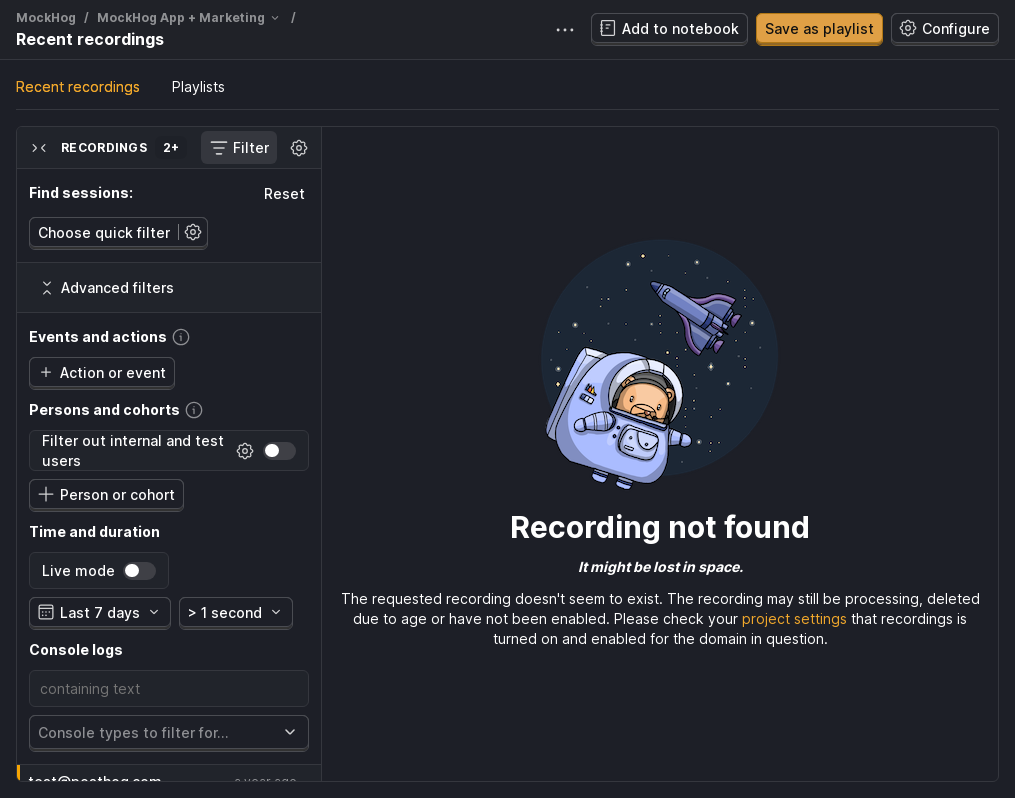 MockHog / MockHog App + Marketing /
Recent recordings
Add to notebook
Save as playlist
Configure
Recent recordings
Playlists
RECORDINGS 2+
Filter
Find sessions:
Reset
Choose quick filter
Advanced filters
Events and actions
Action or event
Persons and cohorts
Filter out internal and test
users
Person or cohort
Time and duration
Live mode
Last 7 days
> 1 second
Console logs
containing text
Console types to filter for...
test@posthog.com
a year ago
Recording not found
It might be lost in space.
The requested recording doesn't seem to exist. The recording may still be processing, deleted
due to age or have not been enabled. Please check your project settings that recordings is
turned on and enabled for the domain in question.